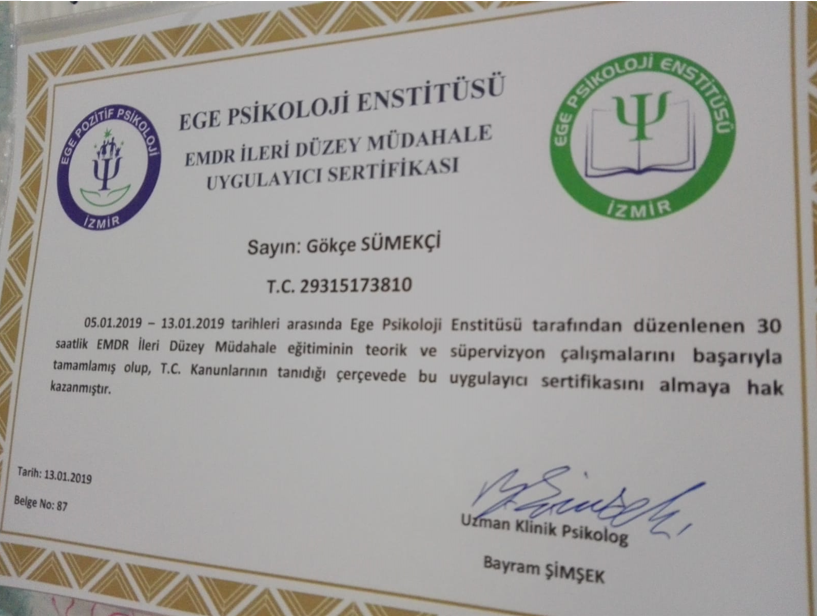 EGE PSİKOLOJİ ENSTİTÜSÜ
EMDR İLERİ DÜZEY MÜDAHALE
UYGULAYICI SERTİFİKASI
EGE POZİTİF PSİKOLOJİ
İZMİR
EGE PSİKOLOJİ ENSTİTÜSÜ
İZMİR
Sayın: Gökçe SÜMEKÇİ
T.C. 29315173810
05.01.2019 – 13.01.2019 tarihleri arasında Ege Psikoloji Enstitüsü tarafından düzenlenen 30
saatlik EMDR İleri Düzey Müdahale eğitiminin teorik ve süpervizyon çalışmalarını başarıyla
tamamlamış olup, T.C. Kanunlarının tanıdığı çerçevede bu uygulayıcı sertifikasını almaya hak
kazanmıştır.
Tarih: 13.01.2019
Belge No: 87
Uzman Klinik Psikolog
Bayram ŞİMŞEK